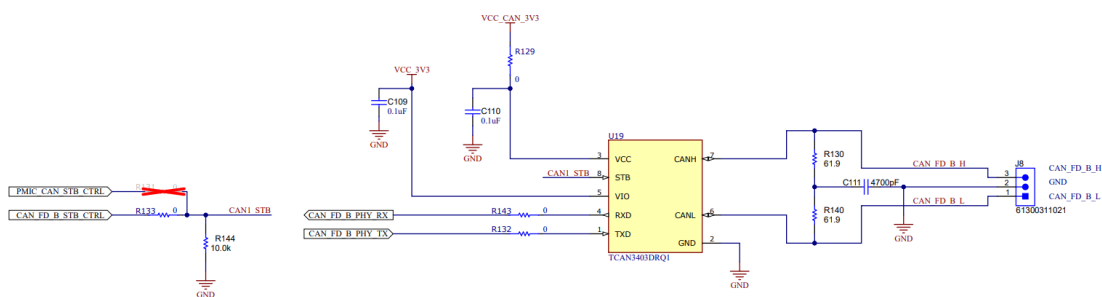 VCC_CAN_3V3
R129
0
VCC_3V3
C109
0.1uF
GND
C110
0.1uF
GND
U19
3 VCC CANH 7
8 STB
5 VIO
4 RXD CANL 6
1 TXD
GND 2
TCAN3403DRQ1
GND
CAN1_STB
PMIC_CAN_STB_CTRL
CAN_FD_B_STB_CTRL
R133 0
CAN1_STB
R144
10.0k
GND
CAN_FD_B_PHY_RX
R143 0
CAN_FD_B_PHY_TX
R132 0
R130
61.9
C111 4700pF
R140
61.9
GND
CAN_FD_B_H
CAN_FD_B_L
J8
3 CAN_FD_B_H
2 GND
1 CAN_FD_B_L
61300311021